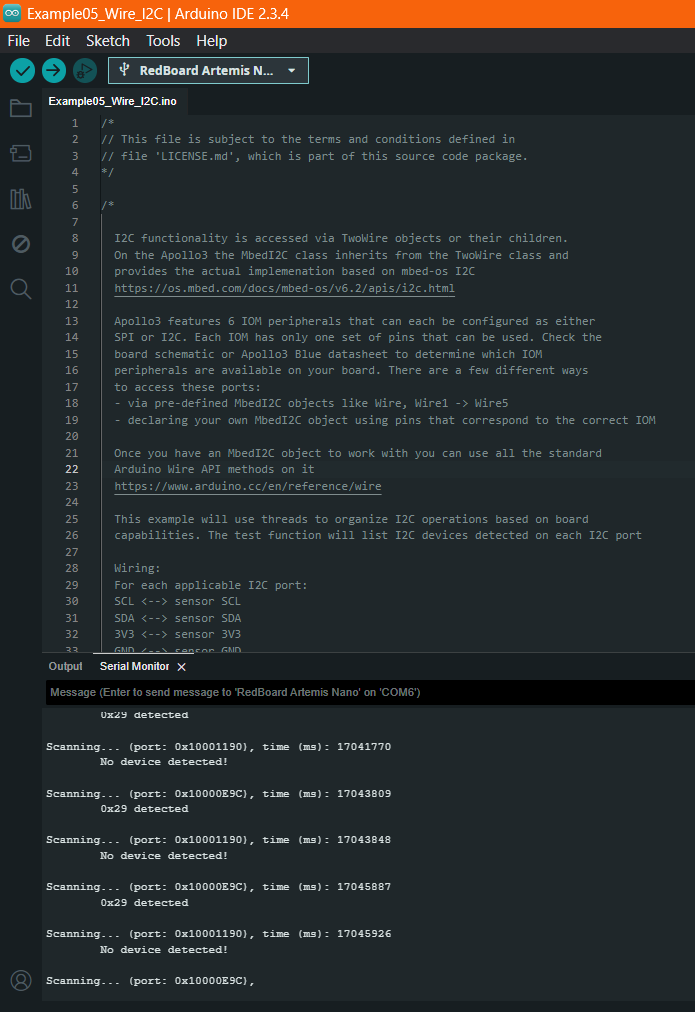 Example05_Wire_I2C | Arduino IDE 2.3.4
File Edit Sketch Tools Help
RedBoard Artemis N...
Example05_Wire_I2C.ino
1 /*
2 // This file is subject to the terms and conditions defined in
3 // file 'LICENSE.md', which is part of this source code package.
4 */
5
6 /*
7
8 I2C functionality is accessed via TwoWire objects or their children.
9 On the Apollo3 the MbedI2C class inherits from the TwoWire class and
10 provides the actual implemenation based on mbed-os I2C
11 https://os.mbed.com/docs/mbed-os/v6.2/apis/i2c.html
12
13 Apollo3 features 6 IOM peripherals that can each be configured as either
14 SPI or I2C. Each IOM has only one set of pins that can be used. Check the
15 board schematic or Apollo3 Blue datasheet to determine which IOM
16 peripherals are available on your board. There are a few different ways
17 to access these ports:
18 - via pre-defined MbedI2C objects like Wire, Wire1 -> Wire5
19 - declaring your own MbedI2C object using pins that correspond to the correct IOM
20
21 Once you have an MbedI2C object to work with you can use all the standard
22 Arduino Wire API methods on it
23 https://www.arduino.cc/en/reference/wire
24
25 This example will use threads to organize I2C operations based on board
26 capabilities. The test function will list I2C devices detected on each I2C port
27
28 Wiring:
29 For each applicable I2C port:
30 SCL <--> sensor SCL
31 SDA <--> sensor SDA
32 3V3 <--> sensor 3V3
33 GND <--> sensor GND
Output Serial Monitor
Message (Enter to send message to 'RedBoard Artemis Nano' on 'COM6')
0x29 detected
Scanning... (port: 0x10001190), time (ms): 17041770
No device detected!
Scanning... (port: 0x10000E9C), time (ms): 17043809
0x29 detected
Scanning... (port: 0x10001190), time (ms): 17043848
No device detected!
Scanning... (port: 0x10000E9C), time (ms): 17045887
0x29 detected
Scanning... (port: 0x10001190), time (ms): 17045926
No device detected!
Scanning... (port: 0x10000E9C),